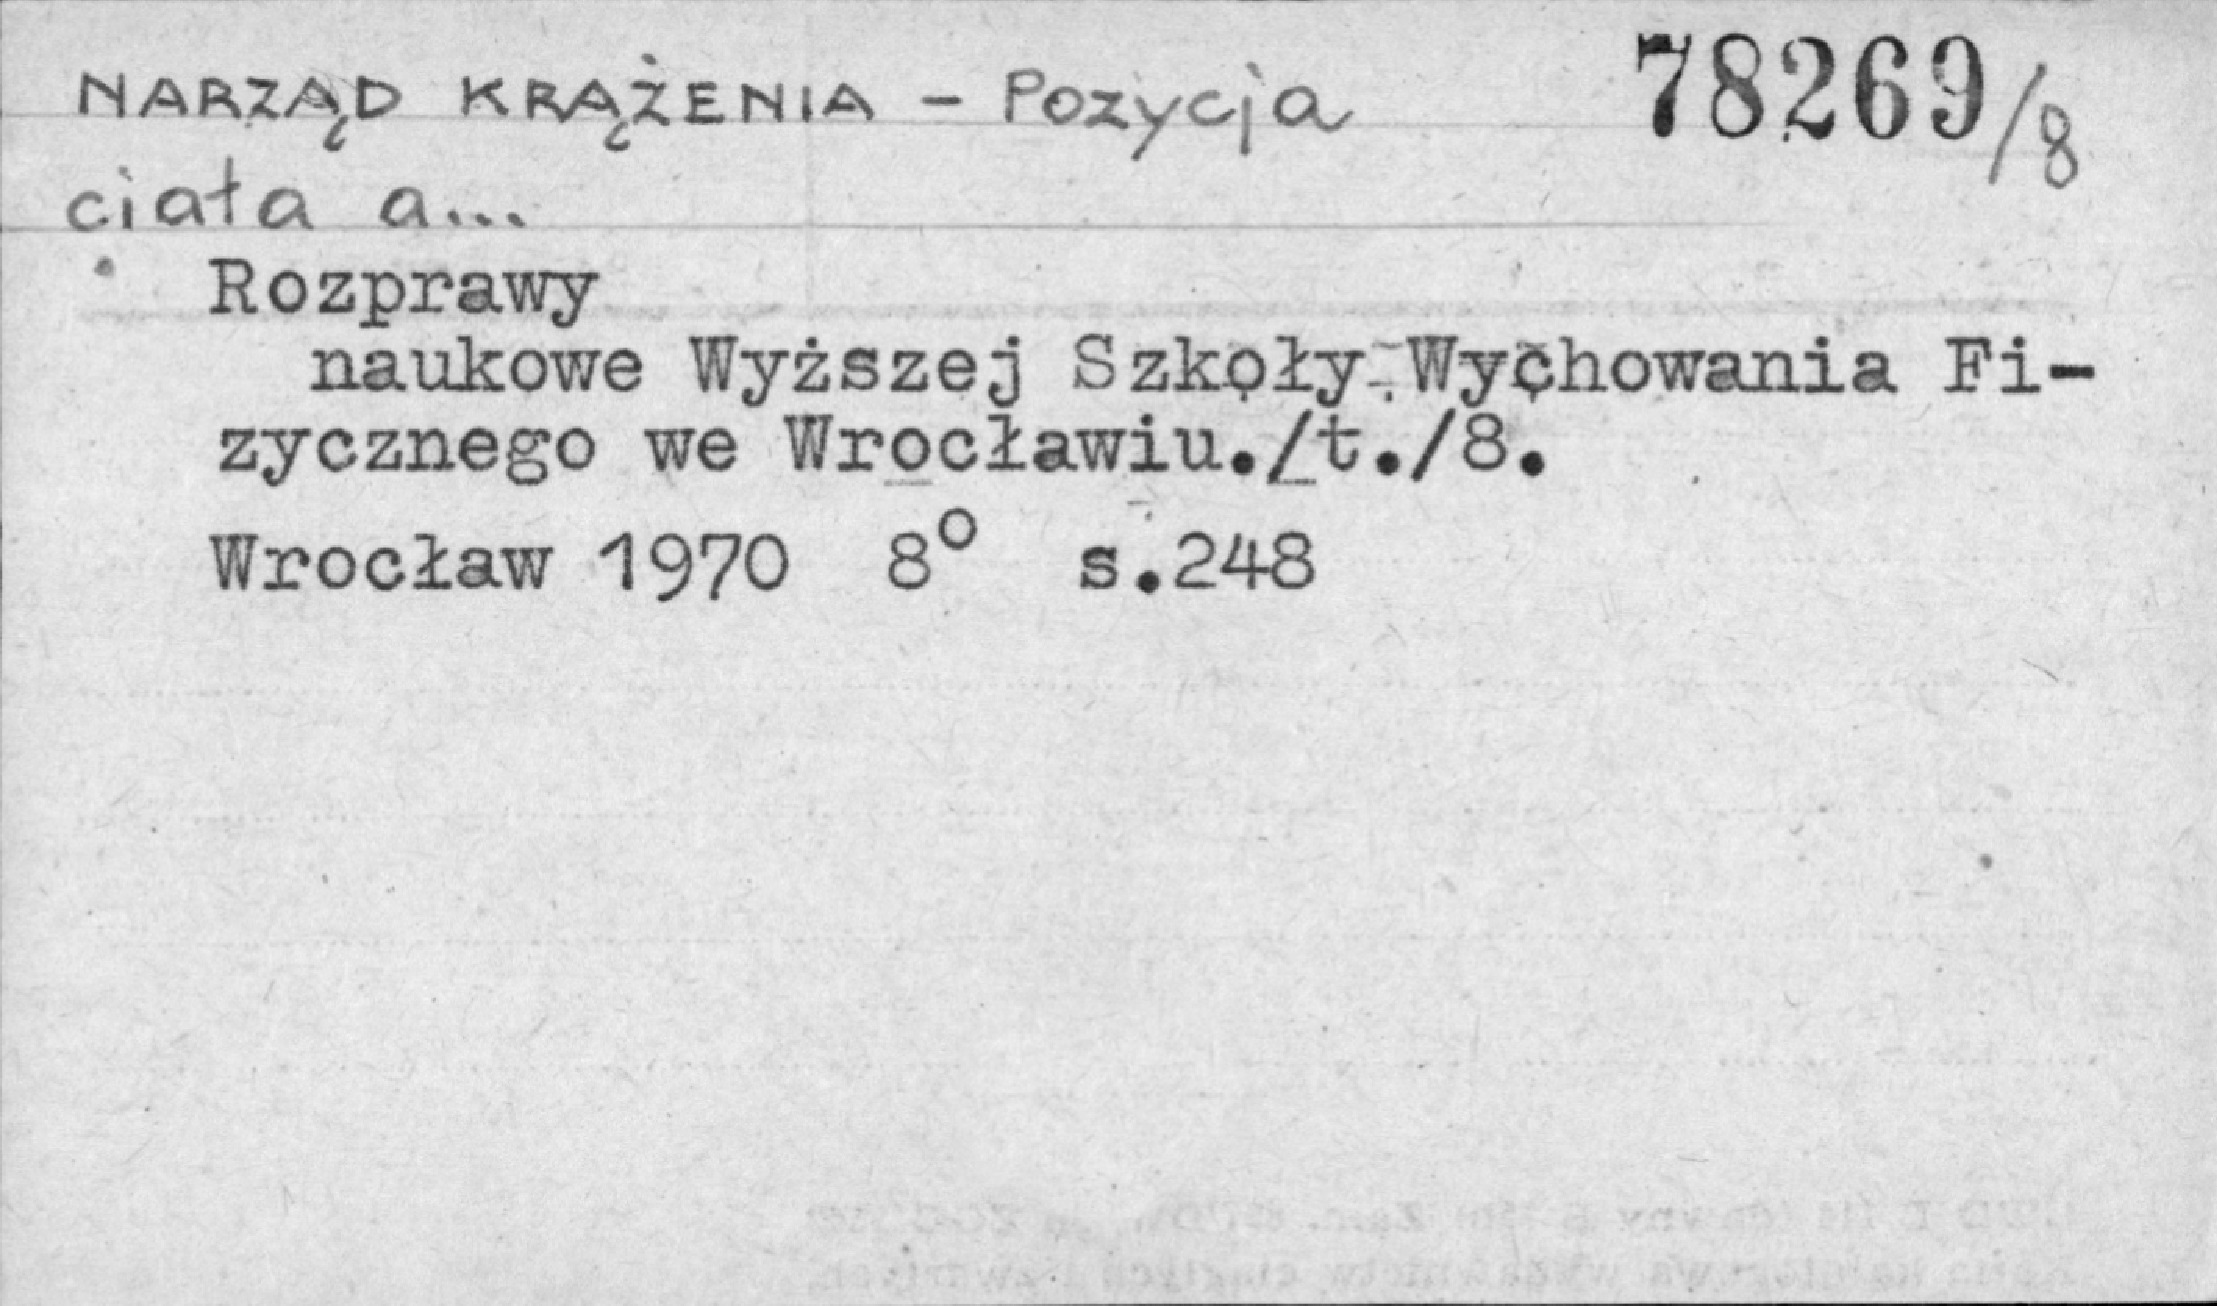 NARZĄD KRĄŻENIA - Pozycja 78269/8
ciała a...
Rozprawy
naukowe Wyższej Szkoły Wychowania Fi-
zycznego we Wrocławiu./t./8.
Wrocław 1970 8° s.248